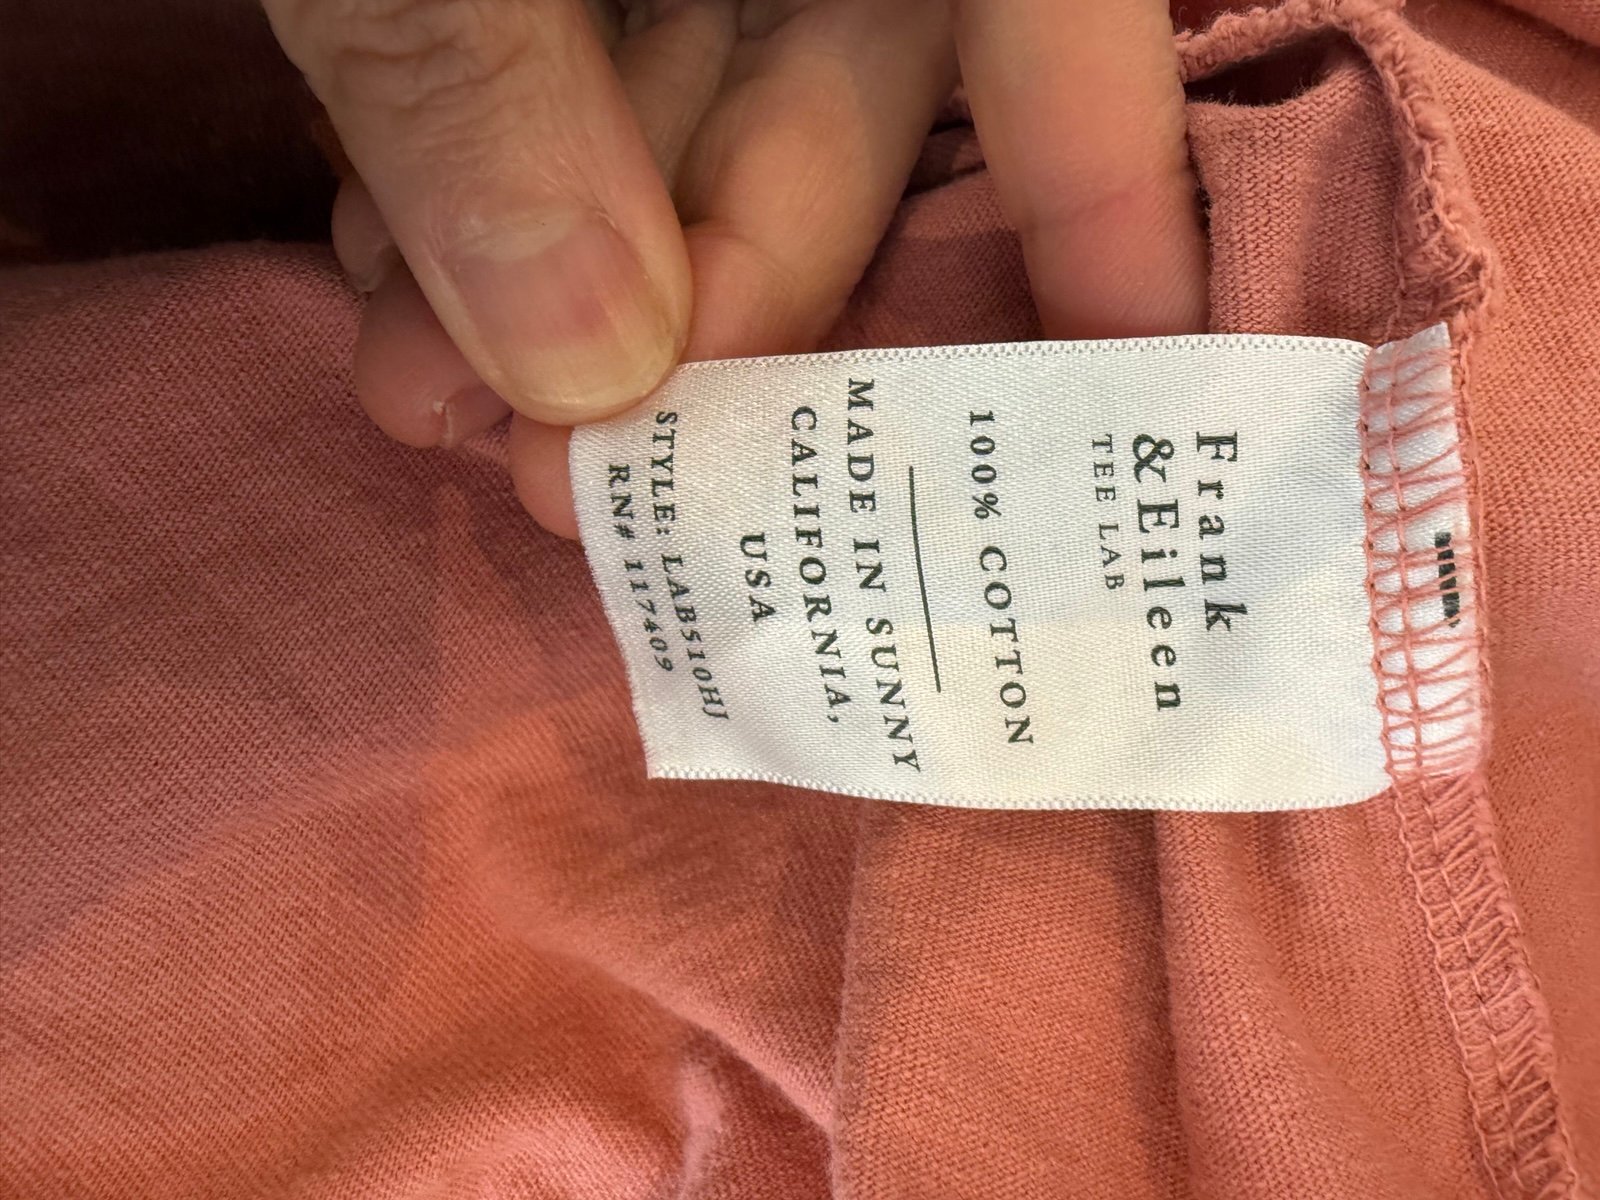 Frank
&Eileen
TEE LAB
100% COTTON
MADE IN SUNNY
CALIFORNIA,
USA
STYLE: LAB510HJ
RN# 117409